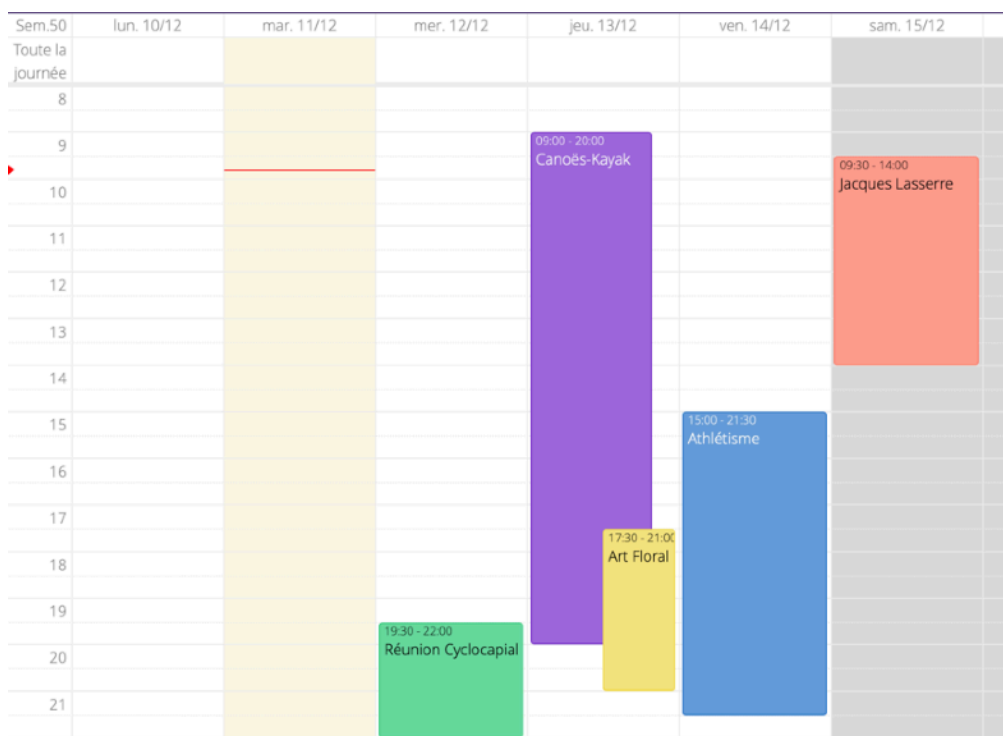 Sem.50 lun. 10/12 mar. 11/12 mer. 12/12 jeu. 13/12 ven. 14/12 sam. 15/12
Toute la
journée
8
9
09:00 - 20:00
Canoës-Kayak
09:30 - 14:00
Jacques Lasserre
10
11
12
13
14
15
15:00 - 21:30
Athlétisme
16
17
17:30 - 21:00
Art Floral
18
19
19:30 - 22:00
Réunion Cyclocapial
20
21